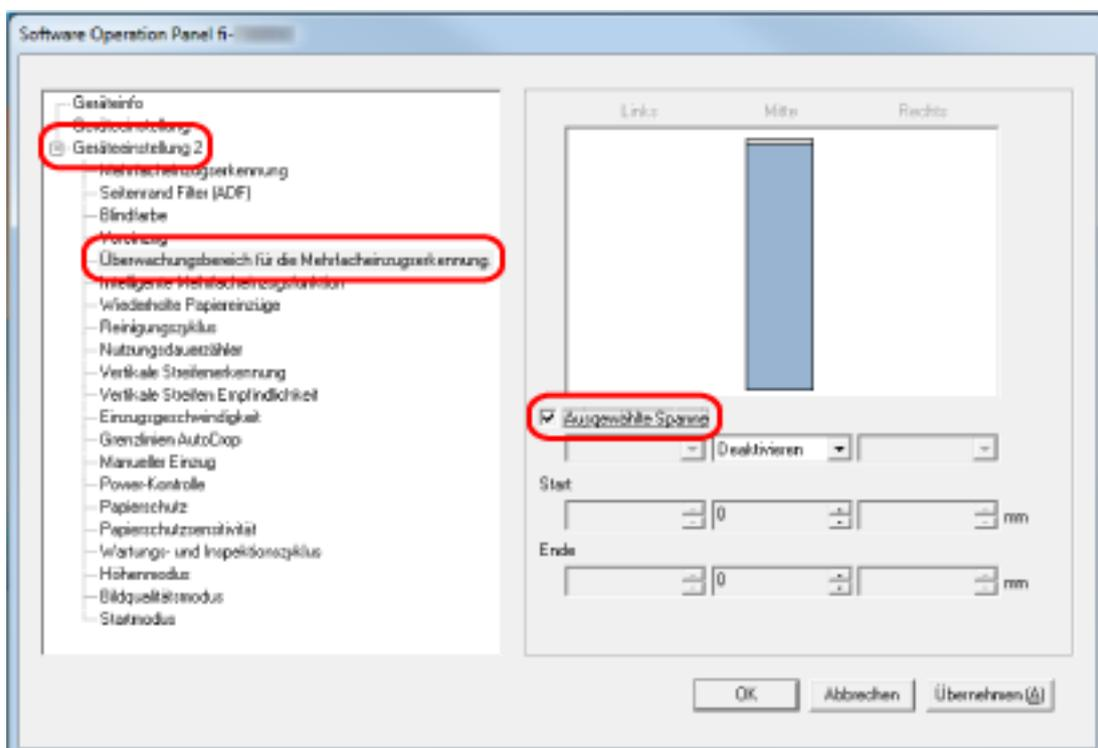 Software Operation Panel fi-
Geräteinfo
Geräteeinstellung
Geräteeinstellung 2
Mehrfacheinzugserkennung
Seitenrand Filter (ADF)
Blindfarbe
Voreinzug
Überwachungsbereich für die Mehrfacheinzugserkennung.
Intelligente Mehrfacheinzugsfunktion
Wiederholte Papiereinzüge
Reinigungszyklus
Nutzungsdauerzähler
Vertikale Streifenerkennung
Vertikale Streifen Empfindlichkeit
Einzugsgeschwindigkeit
Grenzlinien AutoCrop
Manueller Einzug
Power-Kontrolle
Papierschutz
Papierschutzsensitivität
Wartungs- und Inspektionszyklus
Höhenmodus
Bildqualitätsmodus
Startmodus
Links Mitte Rechts
Ausgewählte Spanne
Deaktivieren
Start
0 mm
Ende
0 mm
OK Abbrechen Übernehmen (A)